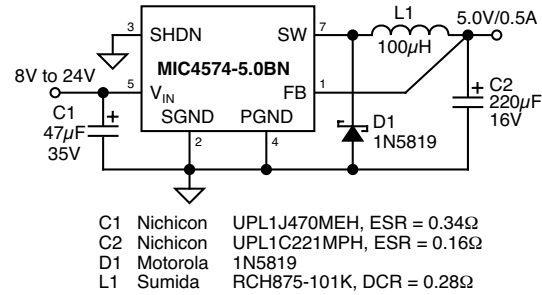 3 SHDN SW 7 L1 5.0V/0.5A
100µH
MIC4574-5.0BN
8V to 24V 5 VIN FB 1
C1 47µF 35V
SGND PGND
2 4
D1
1N5819
C2
220µF
16V
C1 Nichicon UPL1J470MEH, ESR = 0.34Ω
C2 Nichicon UPL1C221MPH, ESR = 0.16Ω
D1 Motorola 1N5819
L1 Sumida RCH875-101K, DCR = 0.28Ω